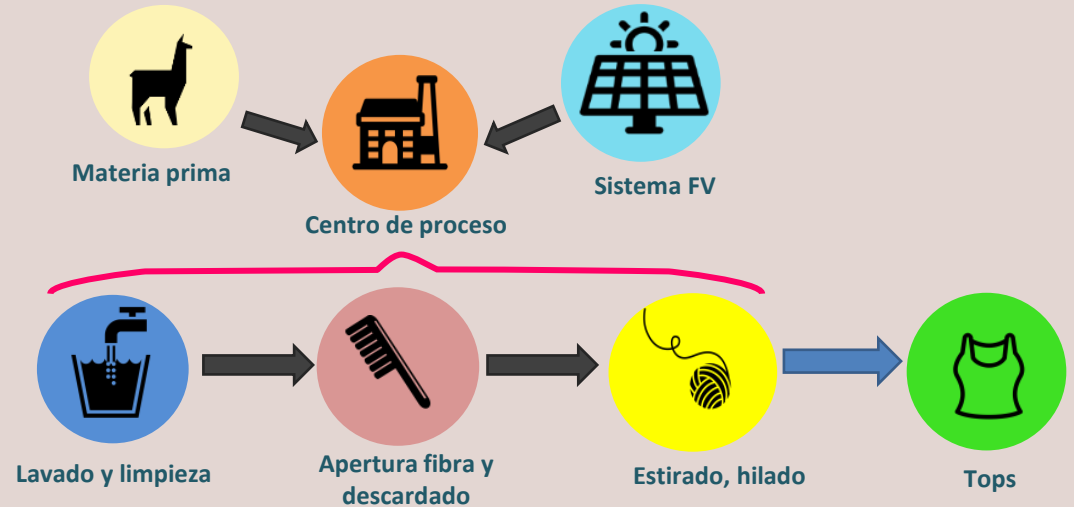 Materia prima
Sistema FV
Centro de proceso
Lavado y limpieza
Apertura fibra y
descardado
Estirado, hilado
Tops